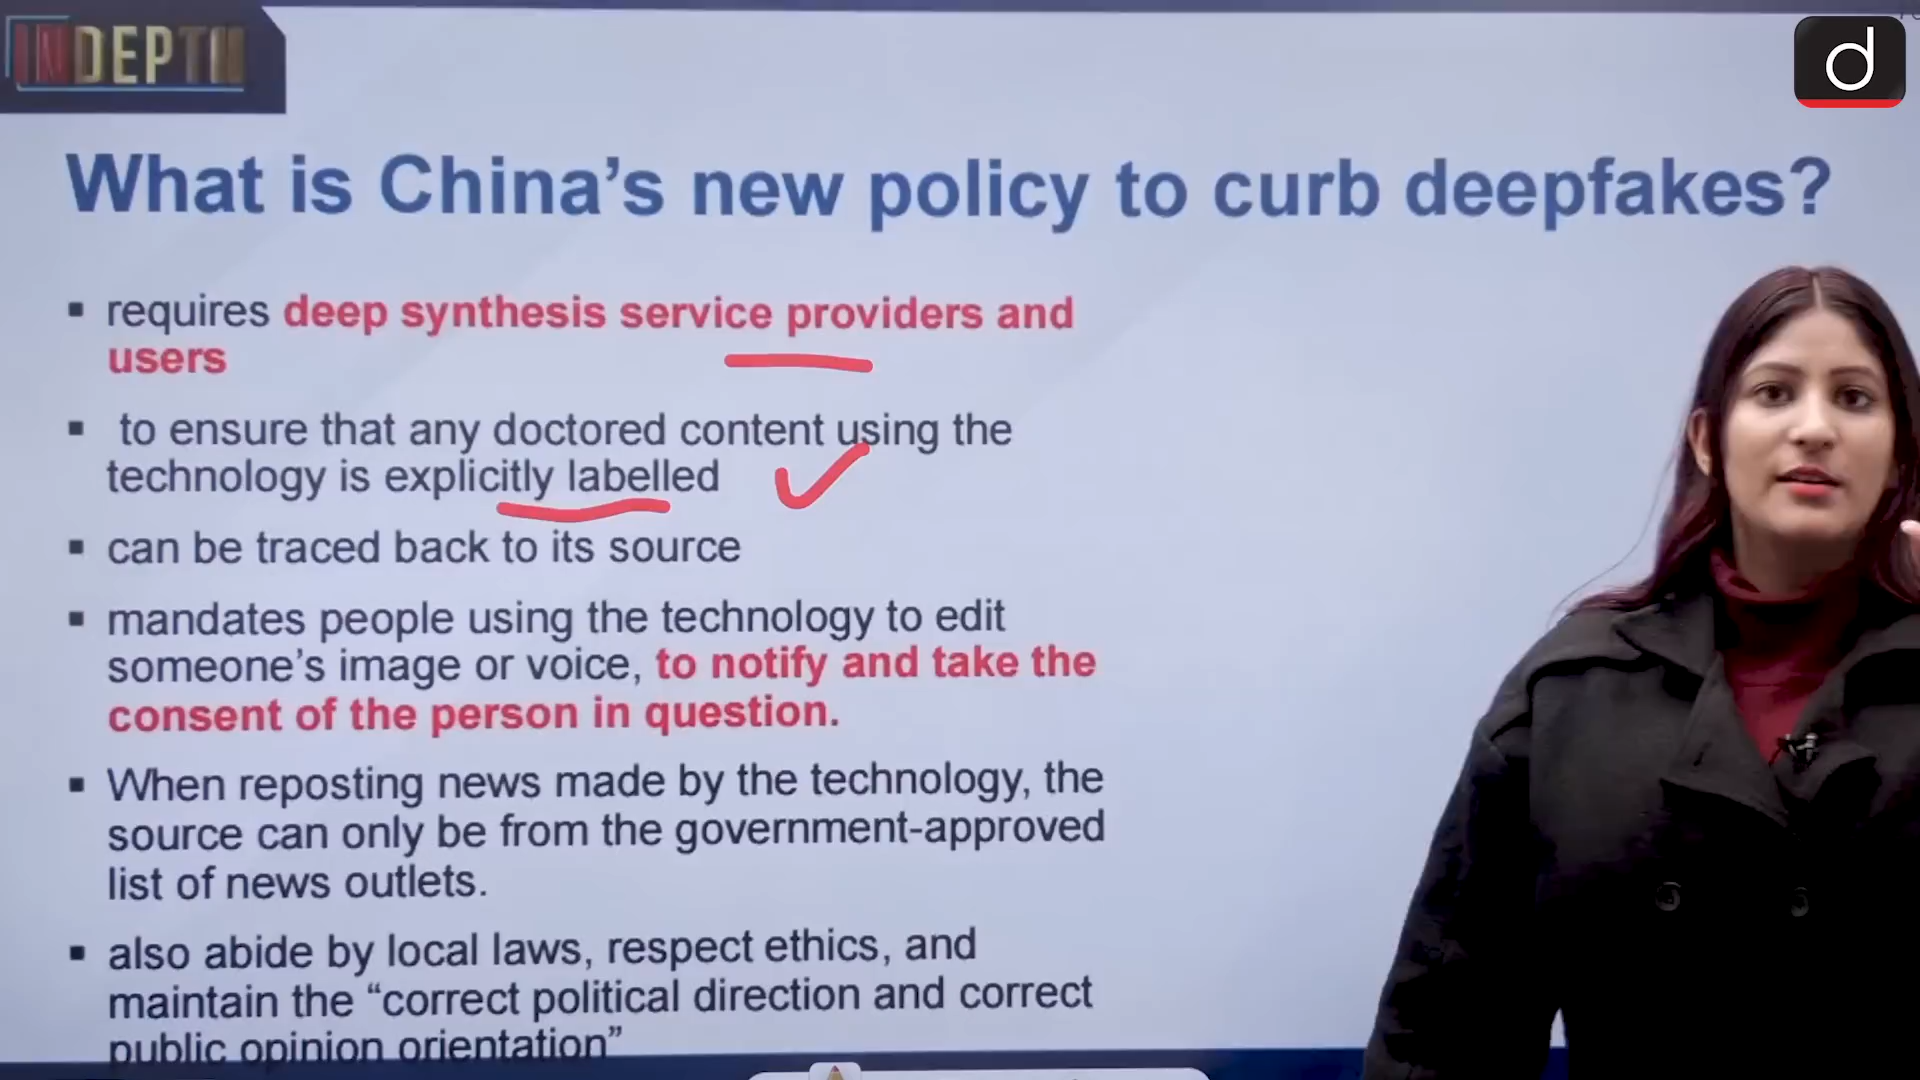 INDEPTH
d
What is China’s new policy to curb deepfakes?
▪ requires deep synthesis service providers and
users
▪ to ensure that any doctored content using the
technology is explicitly labelled
▪ can be traced back to its source
▪ mandates people using the technology to edit
someone’s image or voice, to notify and take the
consent of the person in question.
▪ When reposting news made by the technology, the
source can only be from the government-approved
list of news outlets.
▪ also abide by local laws, respect ethics, and
maintain the “correct political direction and correct
public opinion orientation”